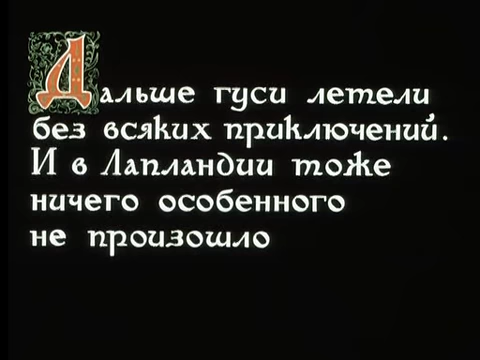 Дальше гуси летели
без всяких приключений.
И в Лапландии тоже
ничего особенного
не произошло